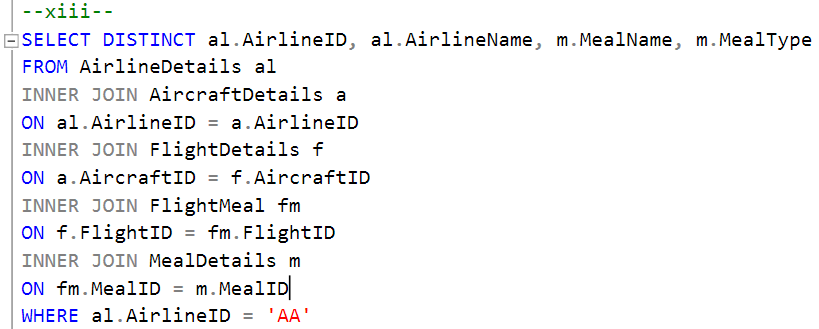 --xiii--
SELECT DISTINCT al.AirlineID, al.AirlineName, m.MealName, m.MealType
FROM AirlineDetails al
INNER JOIN AircraftDetails a
ON al.AirlineID = a.AirlineID
INNER JOIN FlightDetails f
ON a.AircraftID = f.AircraftID
INNER JOIN FlightMeal fm
ON f.FlightID = fm.FlightID
INNER JOIN MealDetails m
ON fm.MealID = m.MealID
WHERE al.AirlineID = 'AA'